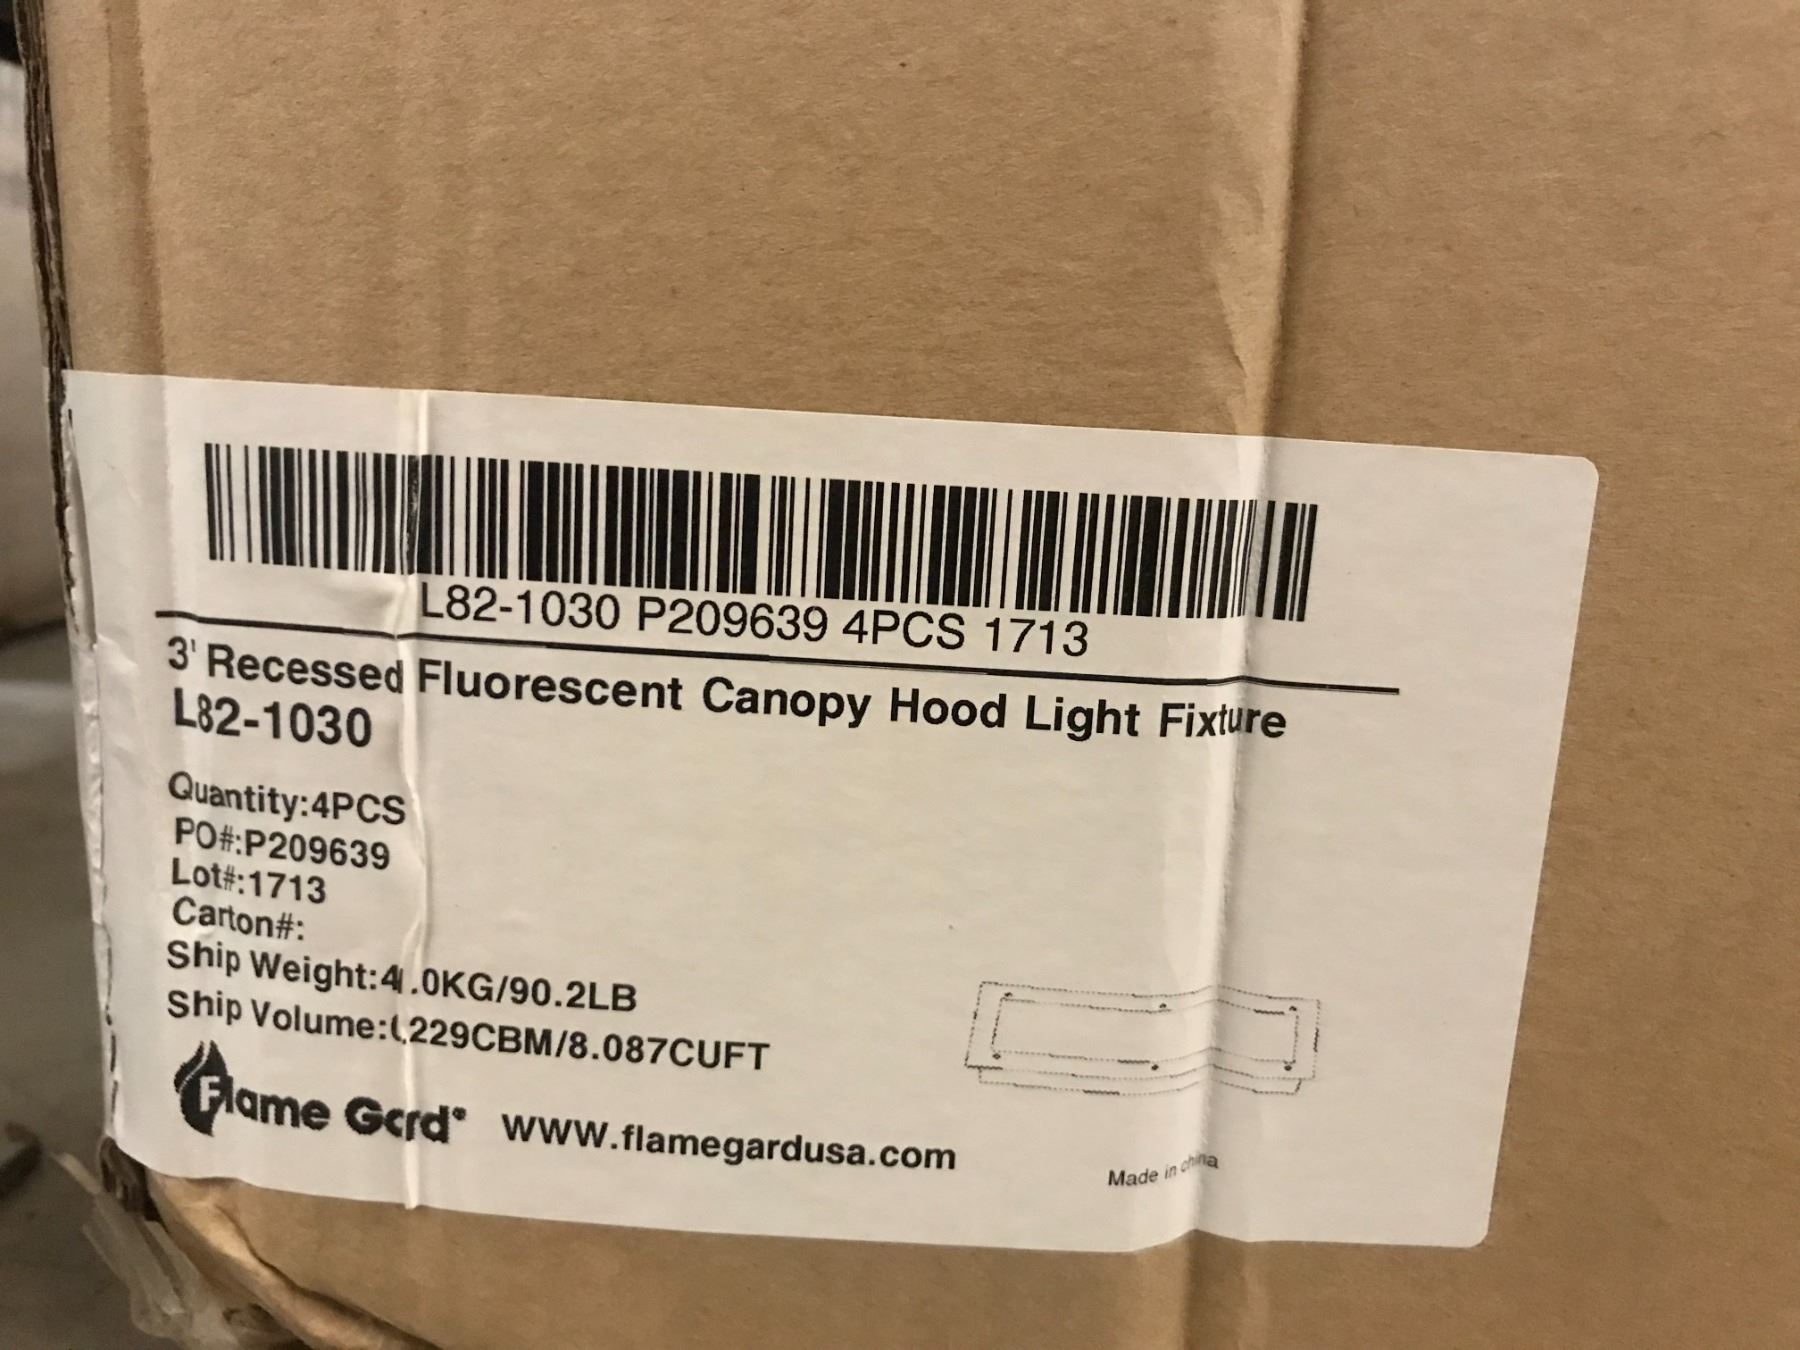 L82-1030 P209639 4PCS 1713
3' Recessed Fluorescent Canopy Hood Light Fixture
L82-1030
Quantity:4PCS
PO#:P209639
Lot#:1713
Carton#:
Ship Weight:41.0KG/90.2LB
Ship Volume:0.229CBM/8.087CUFT
Flame Gard® www.flamegardusa.com
Made in china